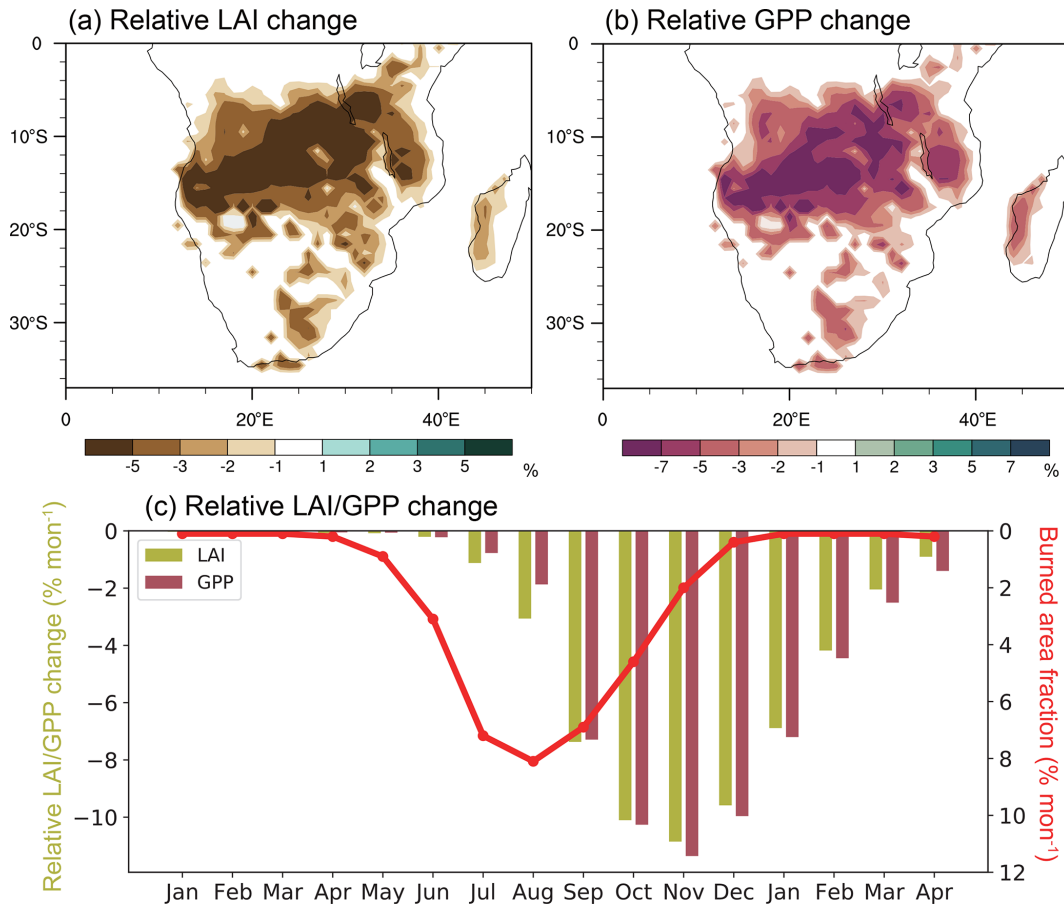 (a) Relative LAI change
(b) Relative GPP change
0
10°S
20°S
30°S
0
20°E
40°E
0
10°S
20°S
30°S
0
20°E
40°E
-5
-3
-2
-1
1
2
3
5
%
-7
-5
-3
-2
-1
1
2
3
5
7
%
(c) Relative LAI/GPP change
Relative LAI/GPP change (% mon⁻¹)
0
−2
−4
−6
−8
−10
LAI
GPP
0
2
4
6
8
10
12
Burned area fraction (% mon⁻¹)
Jan Feb Mar Apr May Jun Jul Aug Sep Oct Nov Dec Jan Feb Mar Apr